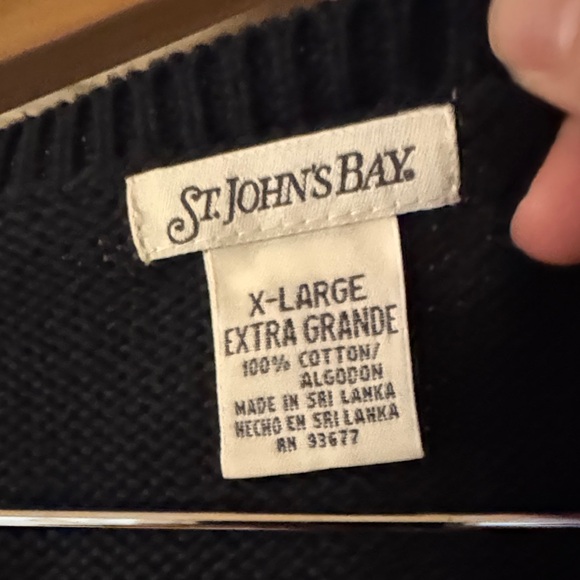 ST. JOHN'S BAY®
X-LARGE
EXTRA GRANDE
100% COTTON/
ALGODON
MADE IN SRI LANKA
HECHO EN SRI LANKA
RN 93677